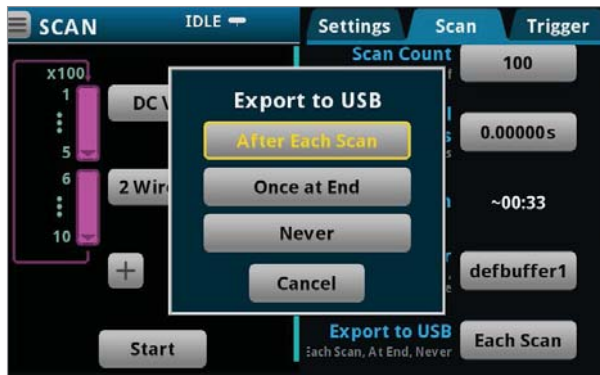 SCAN
IDLE
Settings
Scan
Trigger
Scan Count
100
x100
1
5
6
10
DC V
2 Wire
0.00000s
~00:33
defbuffer1
Export to USB
After Each Scan
Once at End
Never
Cancel
Start
Export to USB
Each Scan, At End, Never
Each Scan